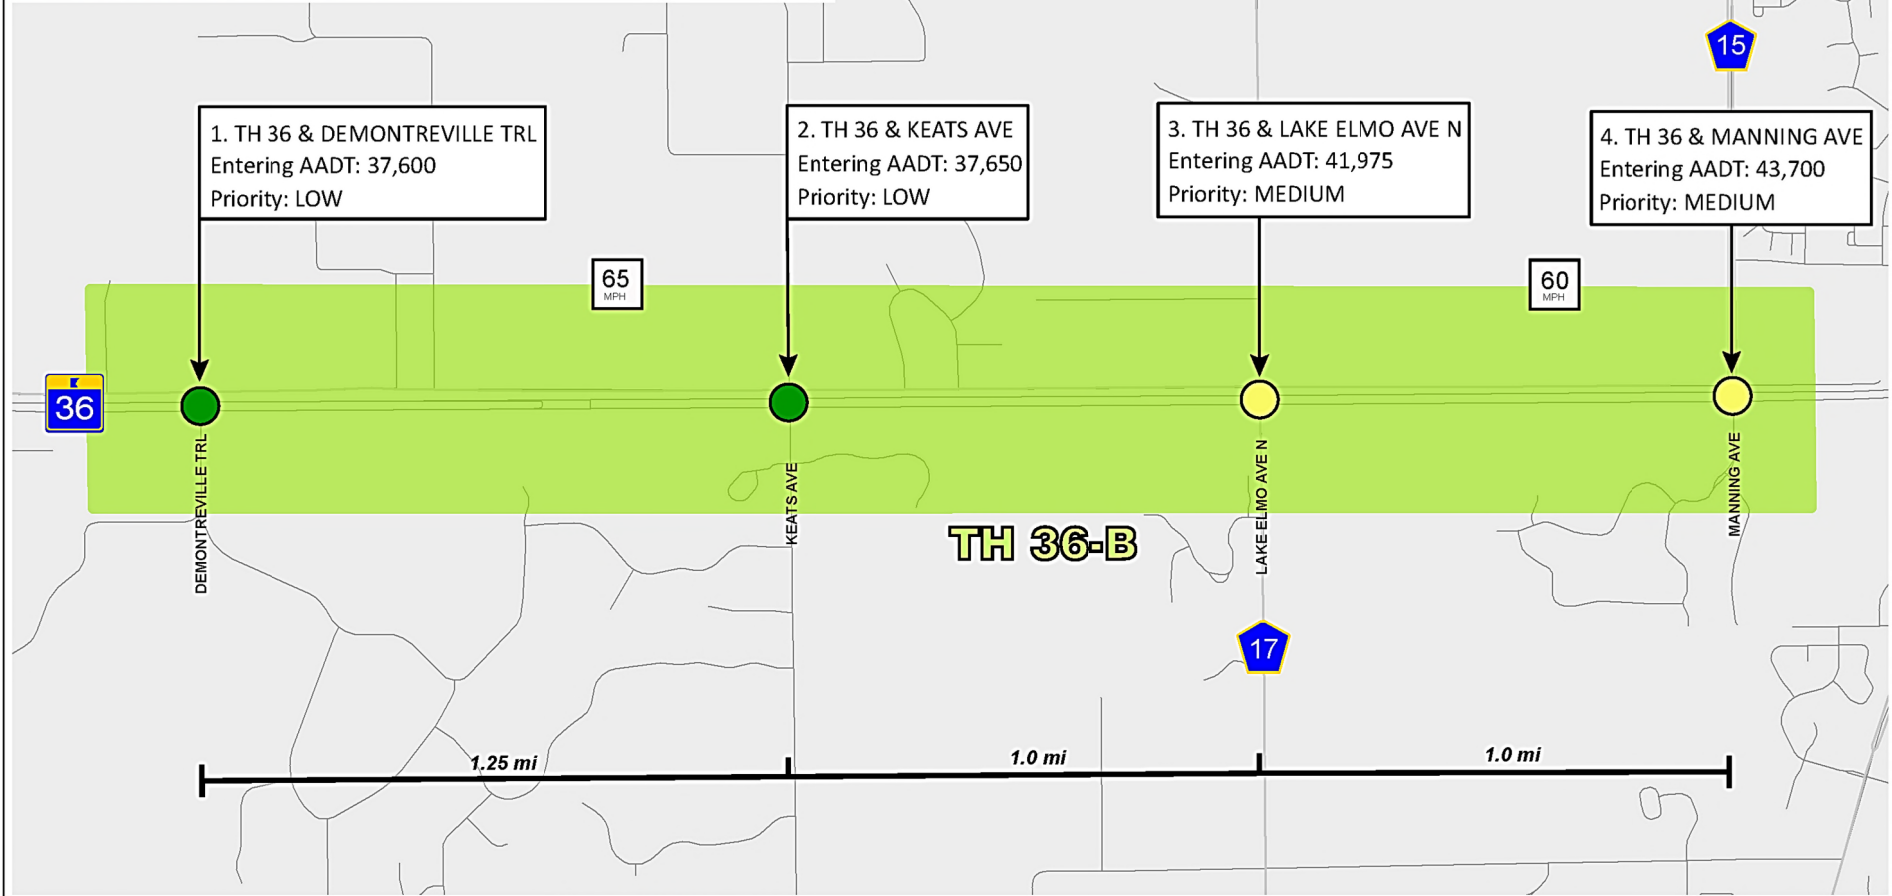 15
1. TH 36 & DEMONTREVILLE TRL
Entering AADT: 37,600
Priority: LOW
2. TH 36 & KEATS AVE
Entering AADT: 37,650
Priority: LOW
3. TH 36 & LAKE ELMO AVE N
Entering AADT: 41,975
Priority: MEDIUM
4. TH 36 & MANNING AVE
Entering AADT: 43,700
Priority: MEDIUM
65
MPH
60
MPH
36
DEMONTREVILLE TRL
KEATS AVE
LAKE ELMO AVE N
MANNING AVE
TH 36-B
17
1.25 mi
1.0 mi
1.0 mi